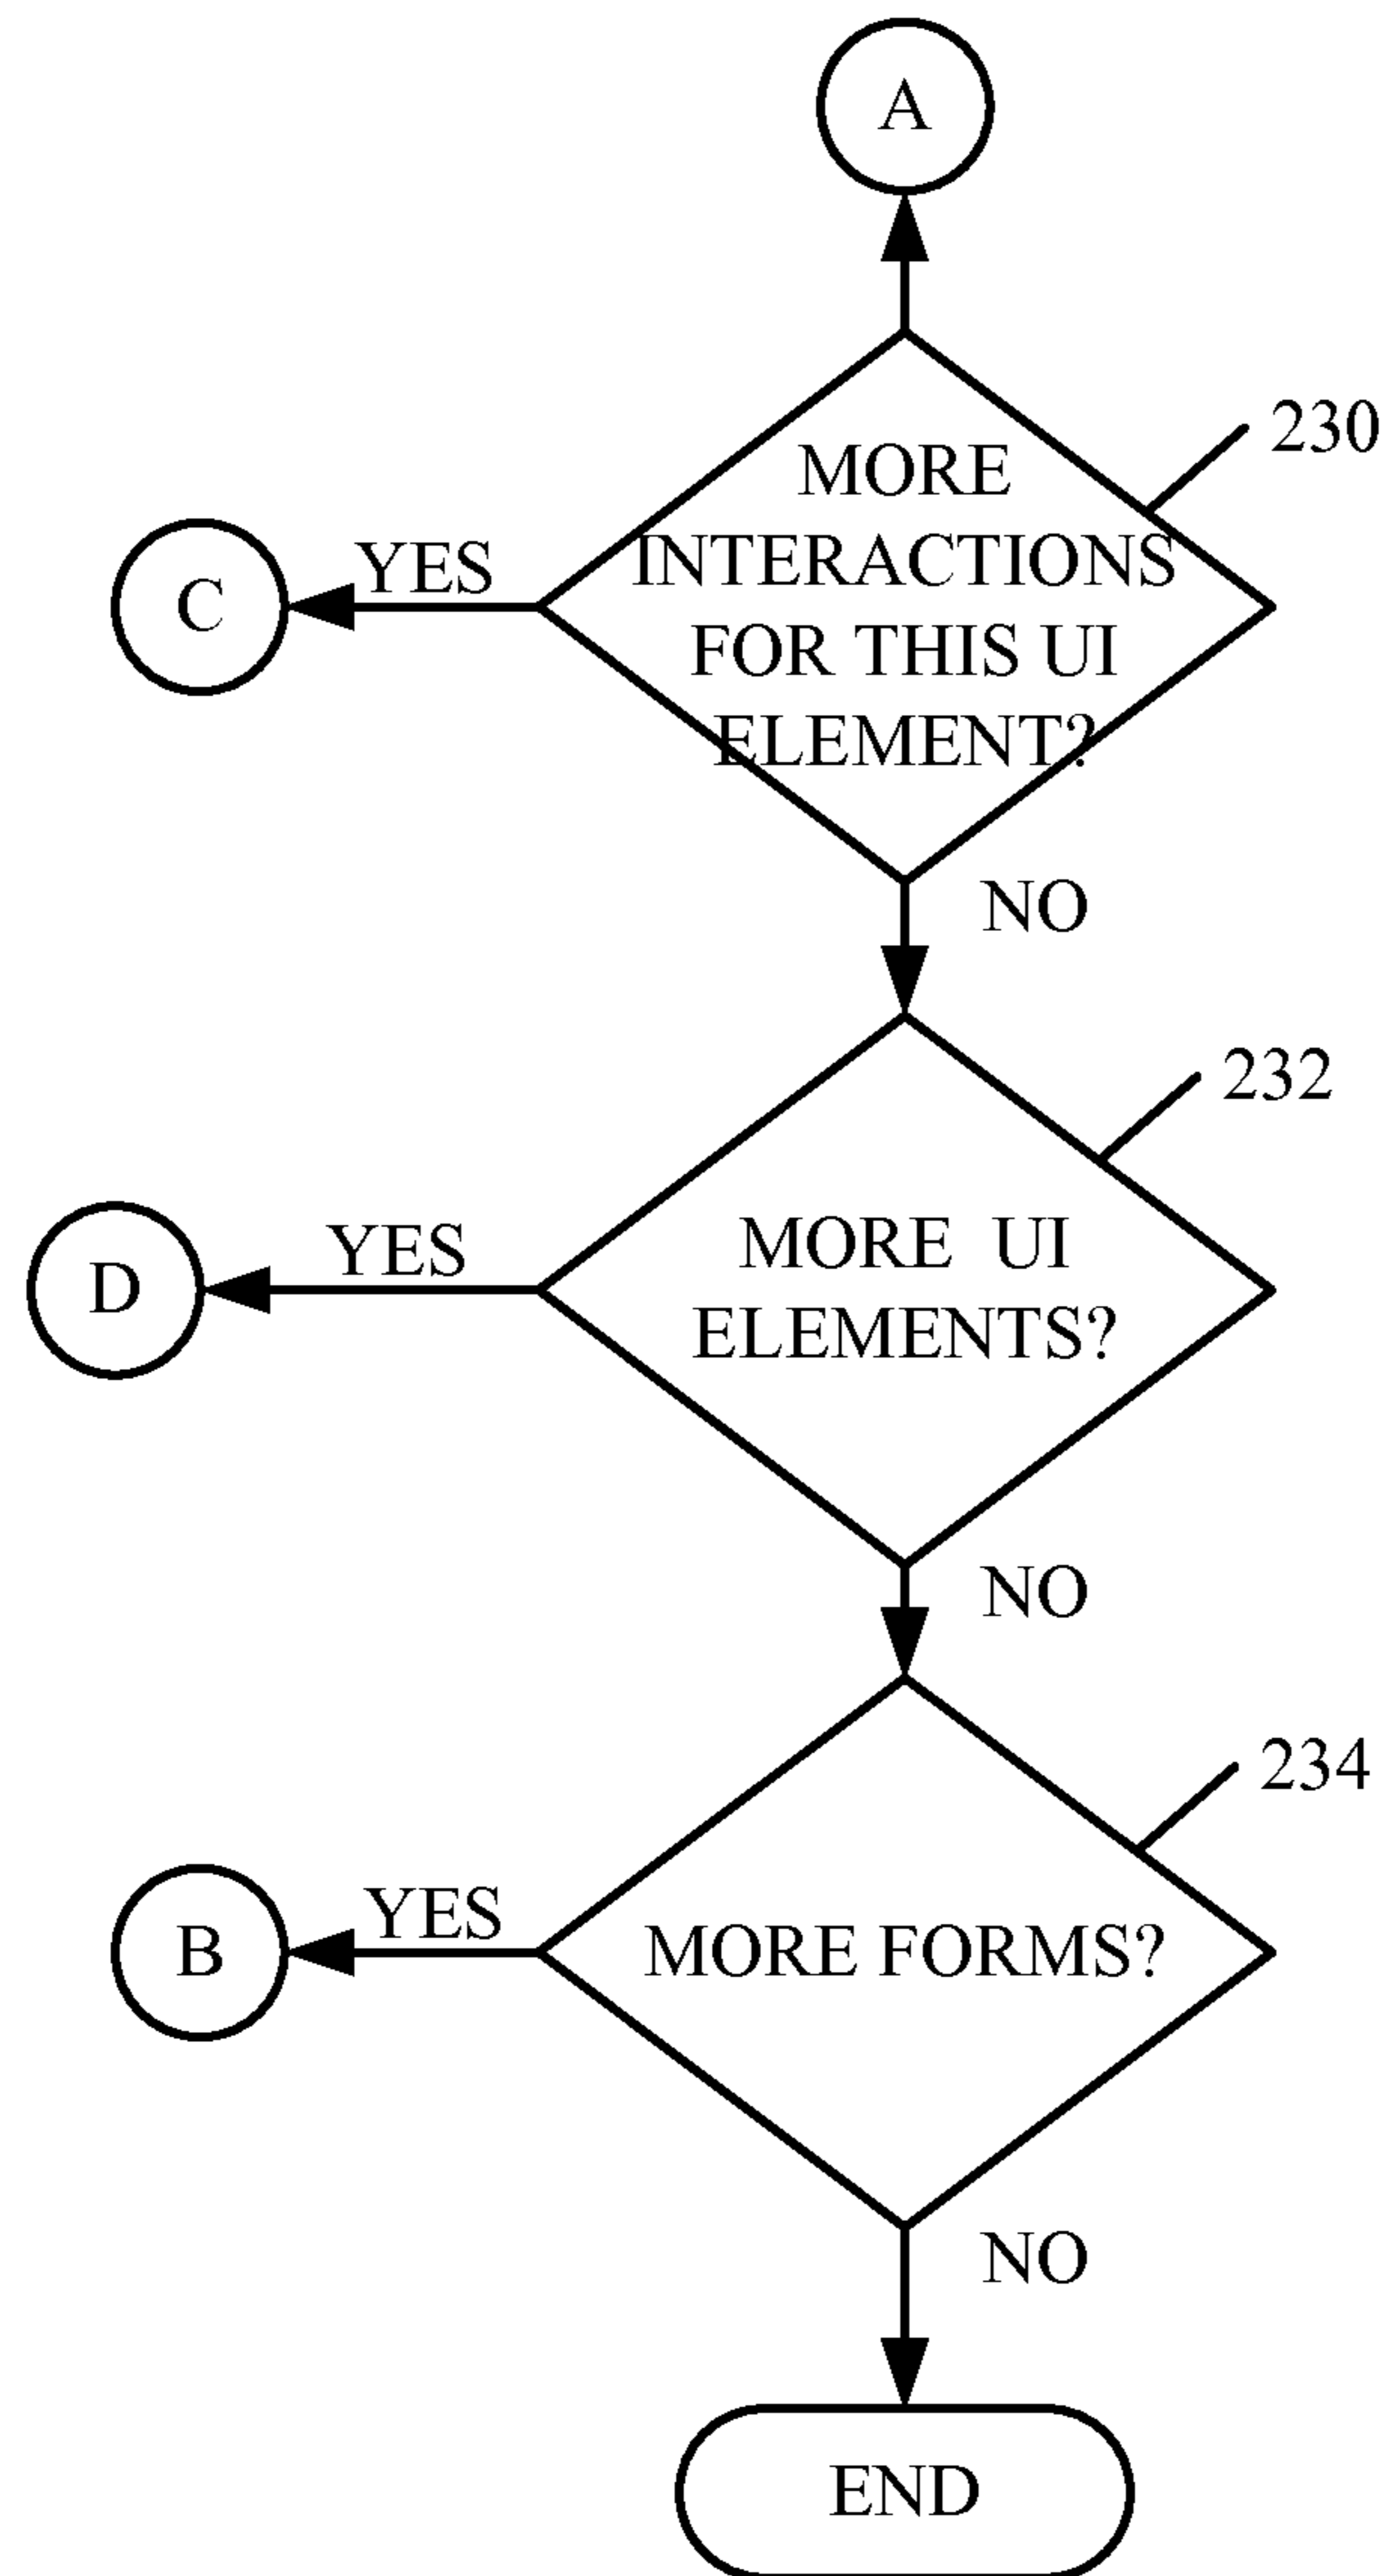 A
230
MORE
INTERACTIONS
FOR THIS UI
ELEMENT?
YES
C
NO
232
MORE UI
ELEMENTS?
YES
D
NO
234
MORE FORMS?
YES
B
NO
END